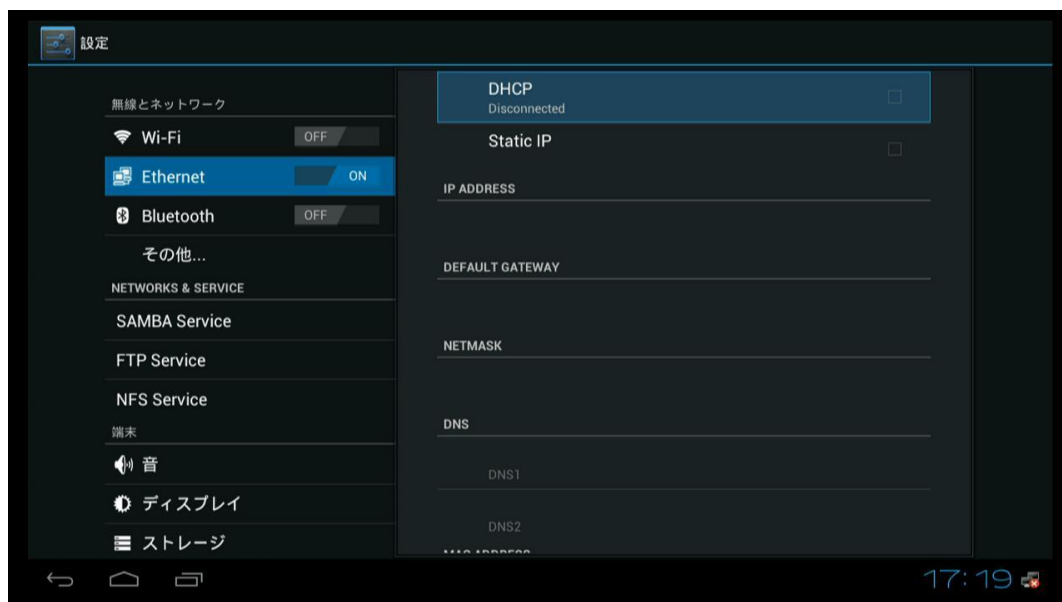 設定
無線とネットワーク
Wi-Fi OFF
Ethernet ON
Bluetooth OFF
その他...
NETWORKS & SERVICE
SAMBA Service
FTP Service
NFS Service
端末
音
ディスプレイ
ストレージ
DHCP
Disconnected
Static IP
IP ADDRESS
DEFAULT GATEWAY
NETMASK
DNS
DNS1
DNS2
MAC ADDRESS
17:19